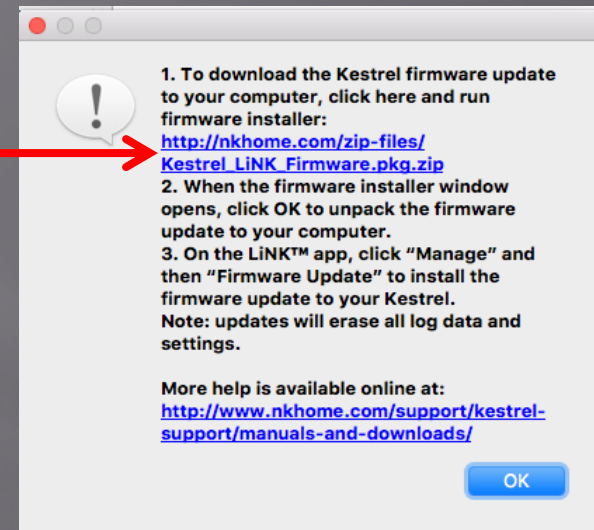 1. To download the Kestrel firmware update
to your computer, click here and run
firmware installer:
http://nkhome.com/zip-files/
Kestrel_LiNK_Firmware.pkg.zip
2. When the firmware installer window
opens, click OK to unpack the firmware
update to your computer.
3. On the LiNK™ app, click “Manage” and
then “Firmware Update” to install the
firmware update to your Kestrel.
Note: updates will erase all log data and
settings.
More help is available online at:
http://www.nkhome.com/support/kestrel-
support/manuals-and-downloads/
OK